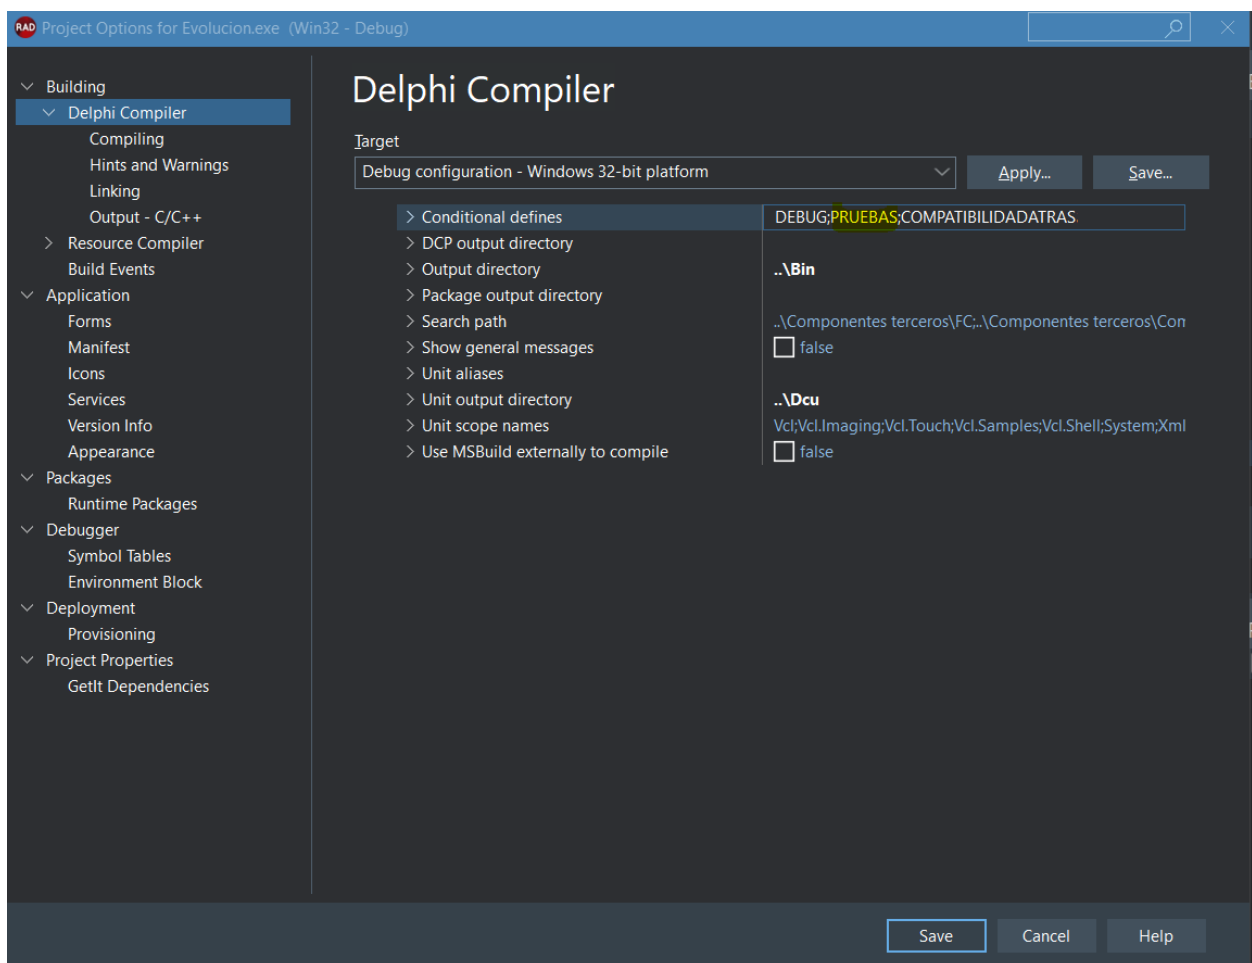 RAD Project Options for Evolucion.exe (Win32 - Debug)
Building
Delphi Compiler
Compiling
Hints and Warnings
Linking
Output - C/C++
Resource Compiler
Build Events
Application
Forms
Manifest
Icons
Services
Version Info
Appearance
Packages
Runtime Packages
Debugger
Symbol Tables
Environment Block
Deployment
Provisioning
Project Properties
GetIt Dependencies
Delphi Compiler
Target
Debug configuration - Windows 32-bit platform
Apply...
Save...
Conditional defines DEBUG;PRUEBAS;COMPATIBILIDADATRAS
DCP output directory
Output directory ..\Bin
Package output directory
Search path ..\Componentes terceros\FC;..\Componentes terceros\Com
Show general messages false
Unit aliases
Unit output directory ..\Dcu
Unit scope names Vcl;Vcl.Imaging;Vcl.Touch;Vcl.Samples;Vcl.Shell;System;Xml
Use MSBuild externally to compile false
Save
Cancel
Help